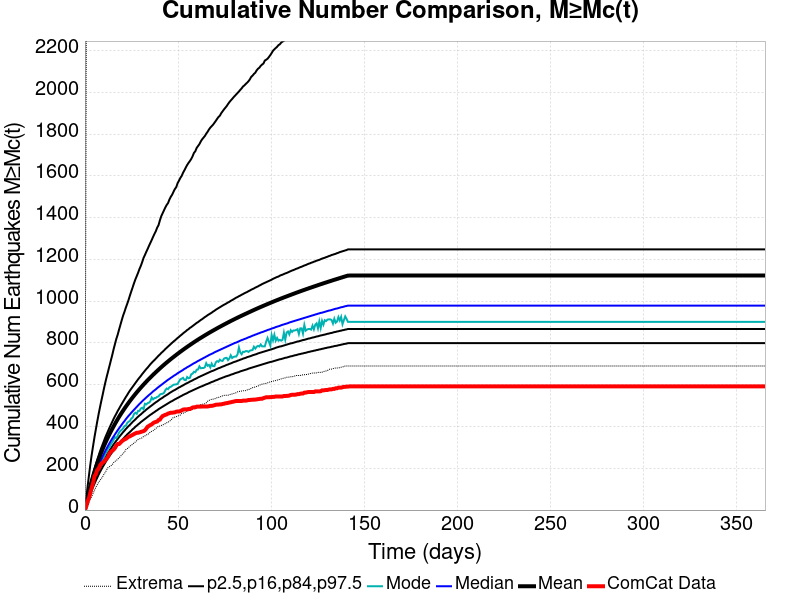 Cumulative Number Comparison, M≥Mc(t)
Cumulative Num Earthquakes M≥Mc(t)
2200
2000
1800
1600
1400
1200
1000
800
600
400
200
0
0 50 100 150 200 250 300 350
Time (days)
Extrema p2.5,p16,p84,p97.5 Mode Median Mean ComCat Data